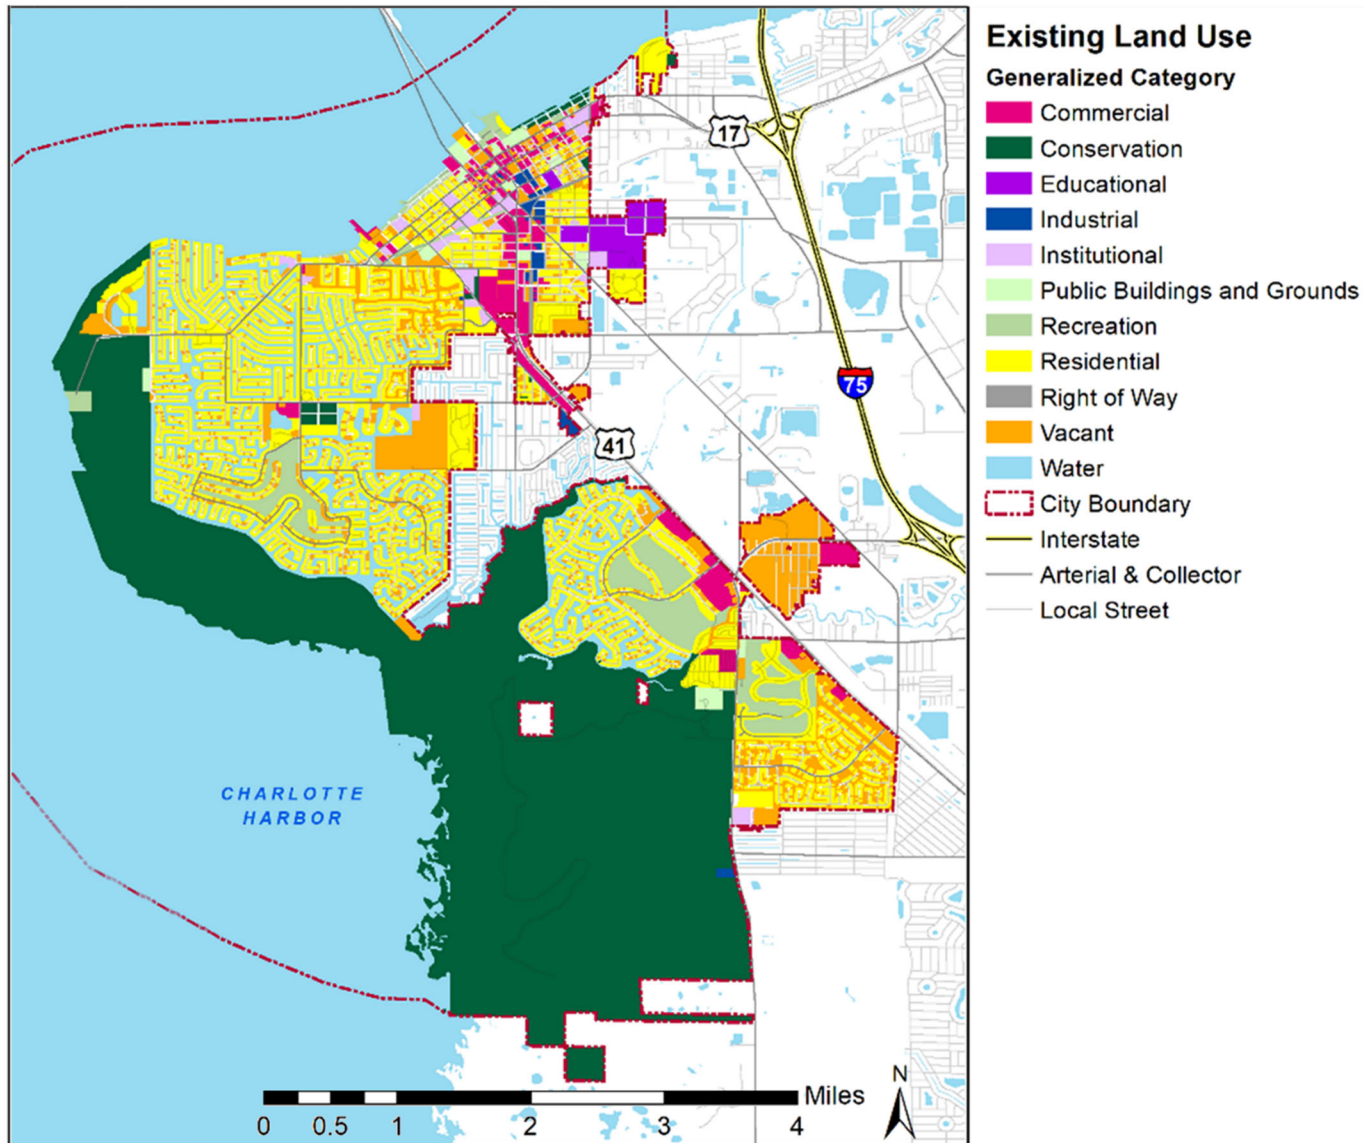 Existing Land Use
Generalized Category
Commercial
Conservation
Educational
Industrial
Institutional
Public Buildings and Grounds
Recreation
Residential
Right of Way
Vacant
Water
City Boundary
Interstate
Arterial & Collector
Local Street
17
75
41
CHARLOTTE
HARBOR
N
Miles
0 0.5 1 2 3 4